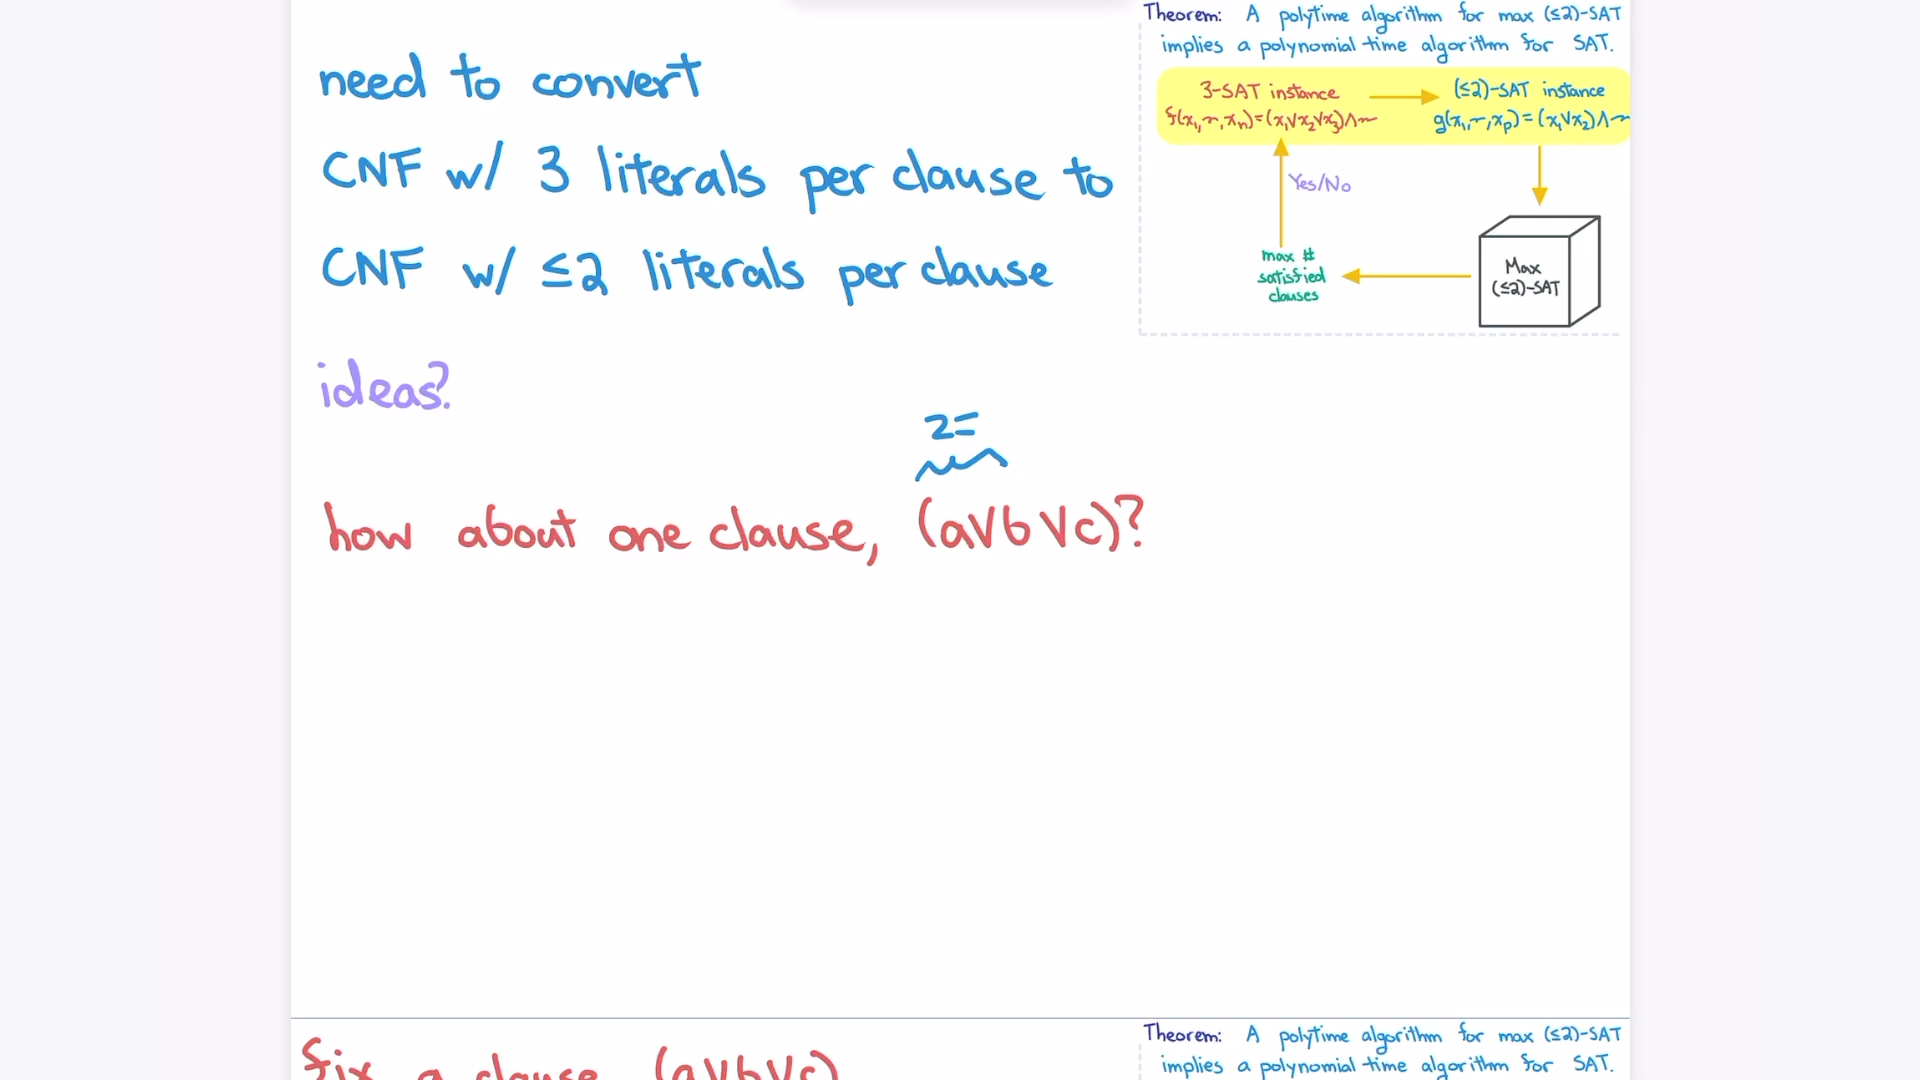 Theorem: A polytime algorithm for max (≤2)-SAT
implies a polynomial time algorithm for SAT.
3-SAT instance
f(x₁,~,xₙ)=(x₁∨x₂∨x₃)∧~
(≤2)-SAT instance
g(x₁,~,xₚ)=(x₁∨x₂)∧~
Yes/No
max #
satisfied
clauses
Max
(≤2)-SAT
need to convert
CNF w/ 3 literals per clause to
CNF w/ ≤2 literals per clause
ideas?
z=
how about one clause, (a∨b∨c)?
fix a clause (a∨b∨c)
Theorem: A polytime algorithm for max (≤2)-SAT
implies a polynomial time algorithm for SAT.